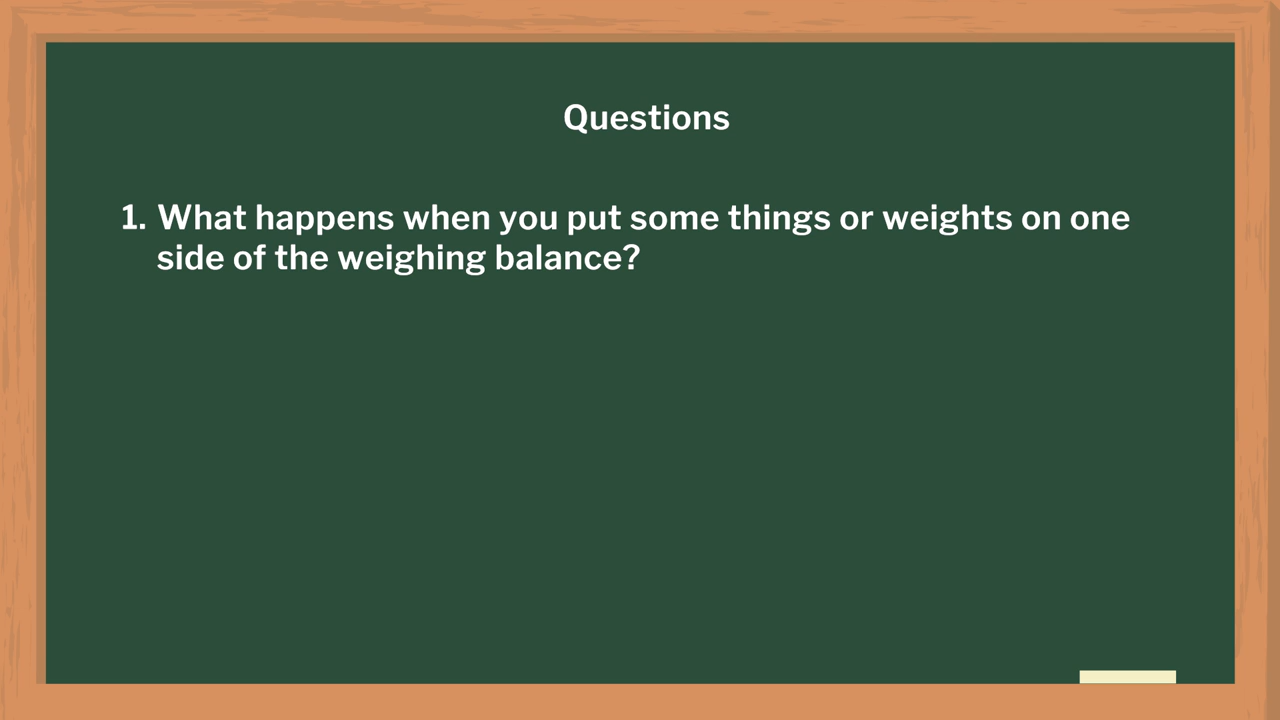 Questions
1. What happens when you put some things or weights on one
side of the weighing balance?